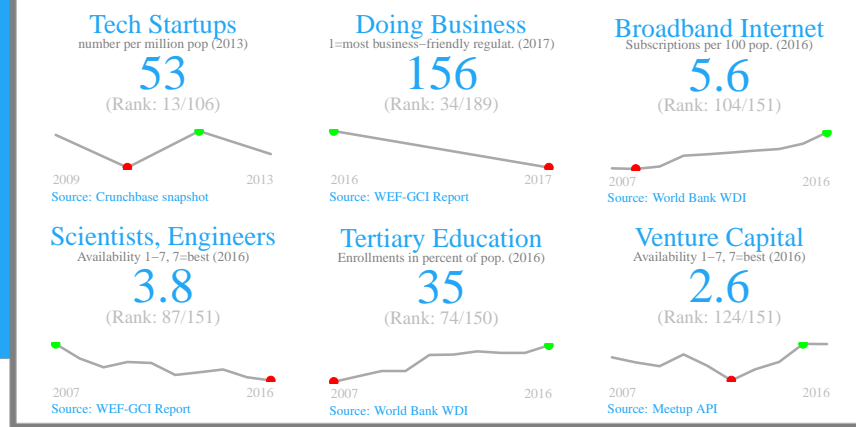 Tech Startups
number per million pop (2013)
53
(Rank: 13/106)
2009 2013
Source: Crunchbase snapshot
Doing Business
1=most business−friendly regulat. (2017)
156
(Rank: 34/189)
2016 2017
Source: WEF-GCI Report
Broadband Internet
Subscriptions per 100 pop. (2016)
5.6
(Rank: 104/151)
2007 2016
Source: World Bank WDI
Scientists, Engineers
Availability 1−7, 7=best (2016)
3.8
(Rank: 87/151)
2007 2016
Source: WEF-GCI Report
Tertiary Education
Enrollments in percent of pop. (2016)
35
(Rank: 74/150)
2007 2016
Source: World Bank WDI
Venture Capital
Availability 1−7, 7=best (2016)
2.6
(Rank: 124/151)
2007 2016
Source: Meetup API